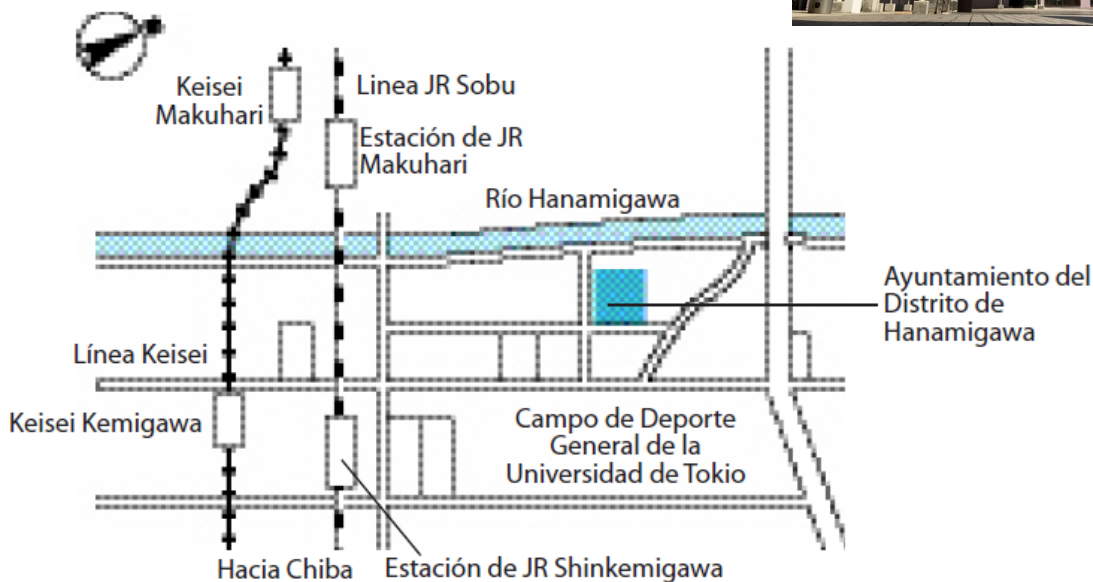 Keisei
Makuhari
Linea JR Sobu
Estación de JR
Makuhari
Río Hanamigawa
Ayuntamiento del
Distrito de
Hanamigawa
Línea Keisei
Keisei Kemigawa
Campo de Deporte
General de la
Universidad de Tokio
Hacia Chiba
Estación de JR Shinkemigawa